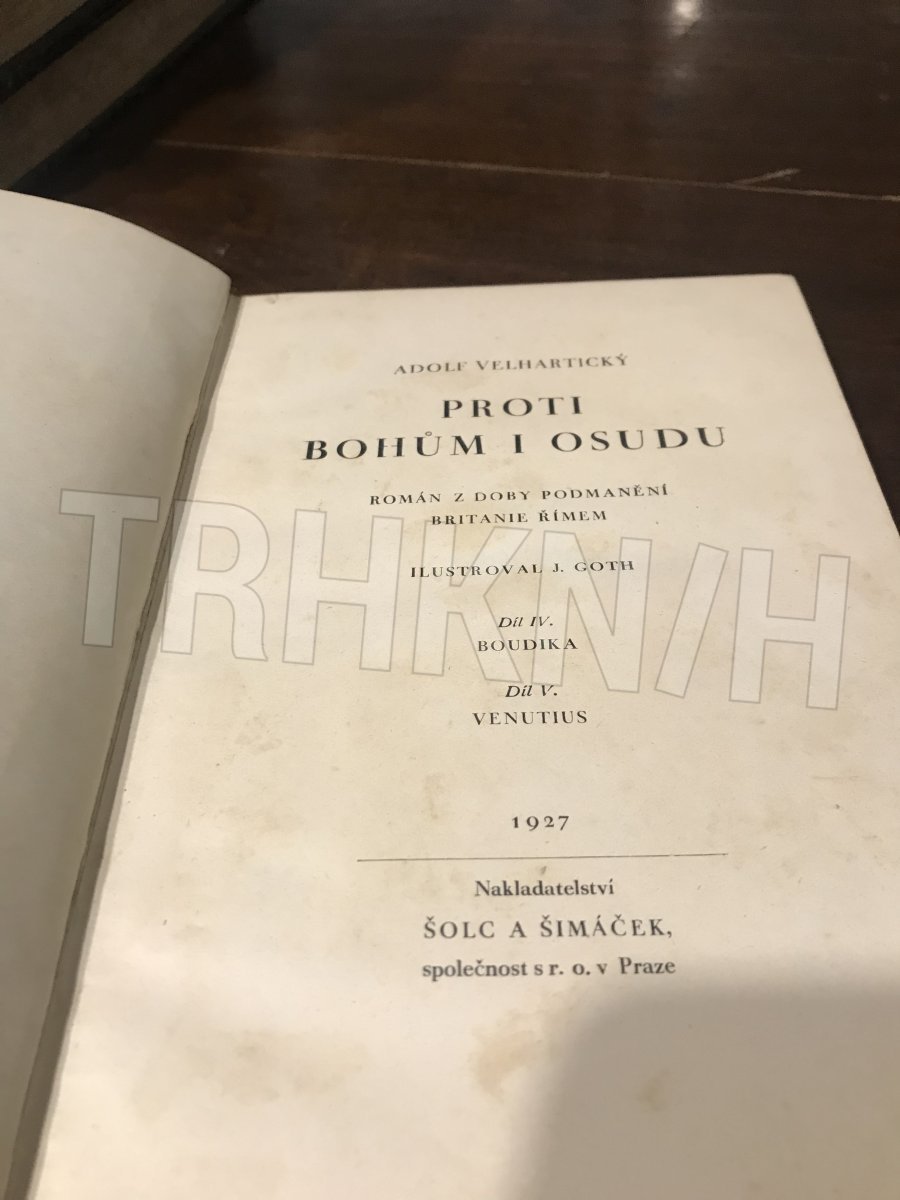 ADOLF VELHARTICKÝ
PROTI
BOHŮM I OSUDU
ROMÁN Z DOBY PODMANĚNÍ
BRITANIE ŘÍMEM
ILUSTROVAL J. GOTH
Díl IV.
BOUDIKA
Díl V.
VENUTIUS
1927
Nakladatelství
ŠOLC A ŠIMÁČEK,
společnost s r. o. v Praze
TRHKNIH